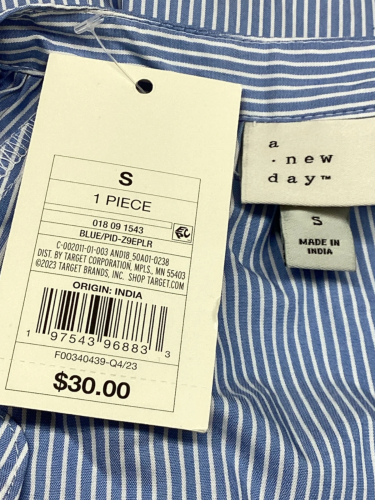 S
1 PIECE
018 09 1543
BLUE/PID-Z9EPLR
C-002011-01-003 AND18_50A01-0238
DIST. BY TARGET CORPORATION, MPLS., MN 55403
©2023 TARGET BRANDS, INC. SHOP TARGET.COM
ORIGIN: INDIA
1 97543 96883 3
F00340439-Q4/23
$30.00
a
· new
day™
S
MADE IN
INDIA